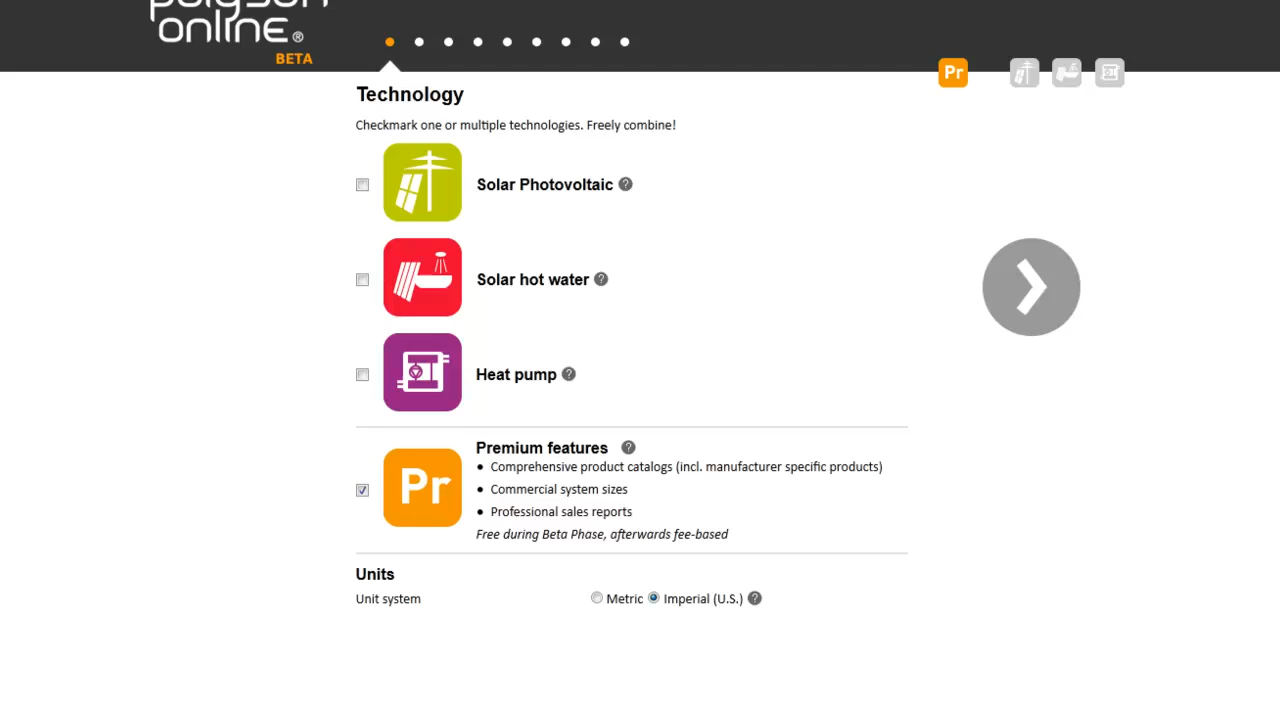 polysun
online®
BETA
Pr
Technology
Checkmark one or multiple technologies. Freely combine!
Solar Photovoltaic ?
Solar hot water ?
Heat pump ?
Premium features ?
• Comprehensive product catalogs (incl. manufacturer specific products)
Pr
• Commercial system sizes
• Professional sales reports
Free during Beta Phase, afterwards fee-based
Units
Unit system
Metric Imperial (U.S.) ?